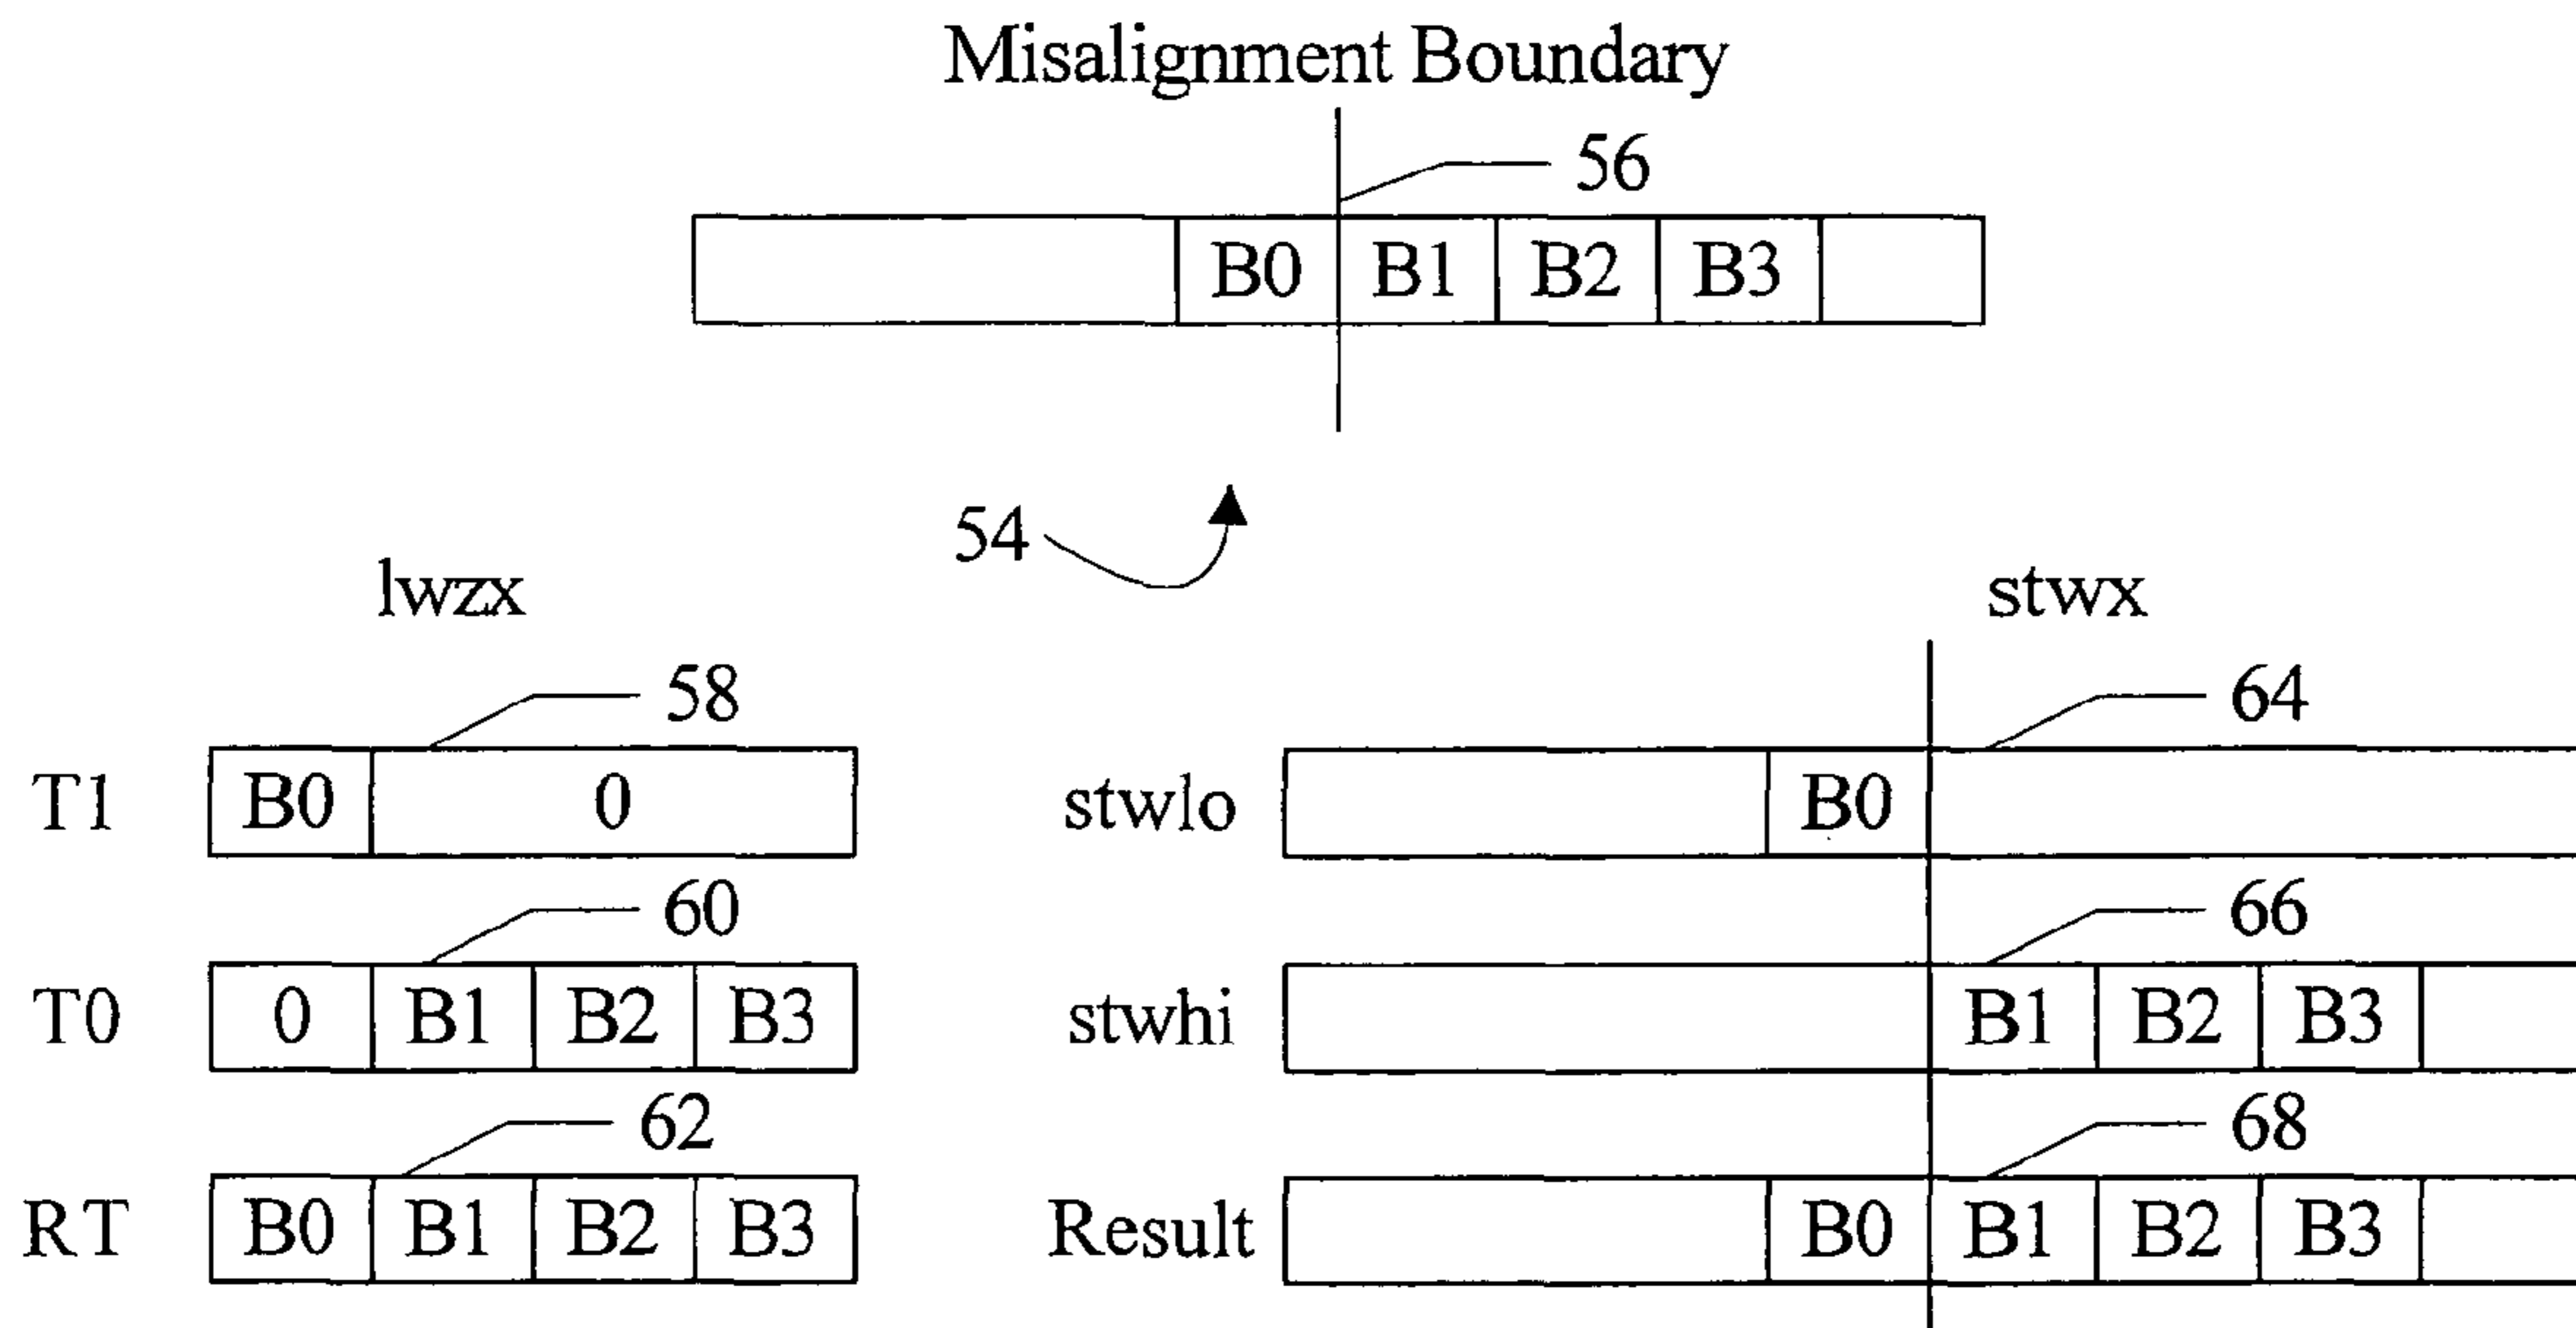 Misalignment Boundary
56
B0 B1 B2 B3
54
lwzx stwx
58 64
T1 B0 0 stwlo B0
60 66
T0 0 B1 B2 B3 stwhi B1 B2 B3
62 68
RT B0 B1 B2 B3 Result B0 B1 B2 B3